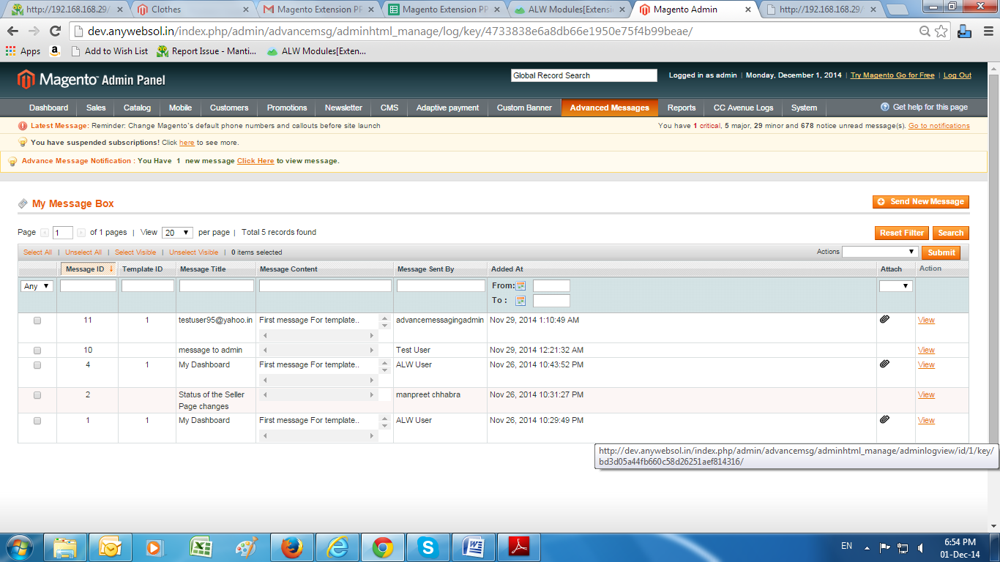 http://192.168.168.29/ Clothes Magento Extension PP Magento Extension PP ALW Modules[Extensi Magento Admin http://192.168.168.29/
dev.anywebsol.in/index.php/admin/advancemsg/adminhtml_manage/log/key/4733838e6a8db66e1950e75f4b99beae/
Apps Add to Wish List Report Issue - Manti... ALW Modules[Exten...
Magento Admin Panel Global Record Search Logged in as admin | Monday, December 1, 2014 | Try Magento Go for Free | Log Out
Dashboard Sales Catalog Mobile Customers Promotions Newsletter CMS Adaptive payment Custom Banner Advanced Messages Reports CC Avenue Logs System Get help for this page
Latest Message: Reminder: Change Magento's default phone numbers and callouts before site launch You have 1 critical, 5 major, 29 minor and 678 notice unread message(s). Go to notifications
You have suspended subscriptions! Click here to see more.
Advance Message Notification : You Have 1 new message Click Here to view message.
My Message Box Send New Message
Page 1 of 1 pages | View 20 per page | Total 5 records found Reset Filter Search
Select All | Unselect All | Select Visible | Unselect Visible | 0 items selected Actions Submit
Message ID Template ID Message Title Message Content Message Sent By Added At Attach Action
Any From:
To :
11 1 testuser95@yahoo.in First message For template.. advancemessagingadmin Nov 29, 2014 1:10:49 AM View
10 message to admin Test User Nov 29, 2014 12:21:32 AM View
4 1 My Dashboard First message For template.. ALW User Nov 26, 2014 10:43:52 PM View
2 Status of the Seller manpreet chhabra Nov 26, 2014 10:31:27 PM View
Page changes
1 1 My Dashboard First message For template.. ALW User Nov 26, 2014 10:29:49 PM View
http://dev.anywebsol.in/index.php/admin/advancemsg/adminhtml_manage/adminlogview/id/1/key/
bd3d05a44fb660c58d26251aef814316/
EN 6:54 PM
01-Dec-14